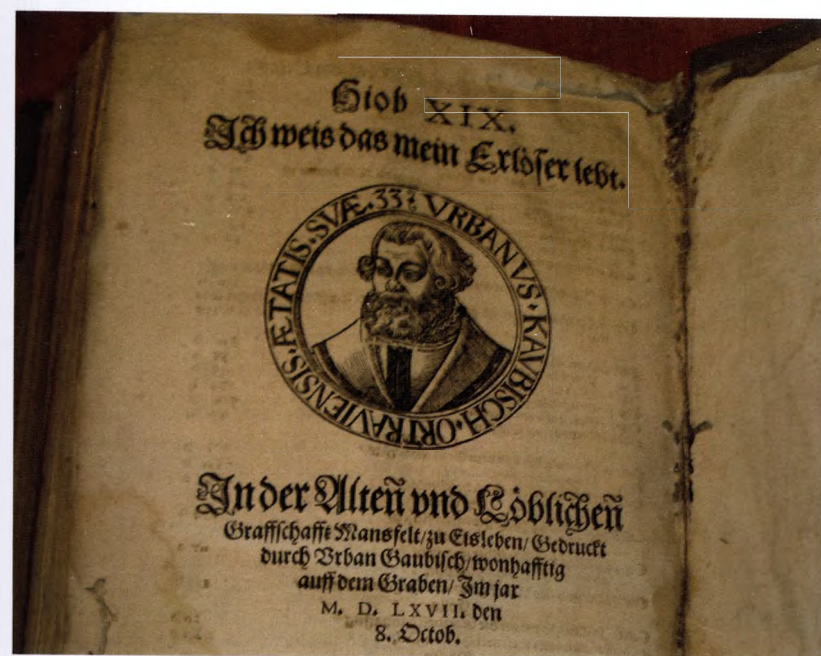 Hiob XIX.
Ich weis das mein Erlöser lebt.
VRBANVS · KAVBISCH · ORTRAVIENSIS · ÆTATIS · SVÆ · 33 :
In der Alten̄ vnd Löblichen̄
Graffschafft Mansfelt/zu Eisleben/Gedruckt
durch Vrban Gaubisch/wonhafftig
auff dem Graben/Im jar
M. D. LXVII. den
8. Octob.